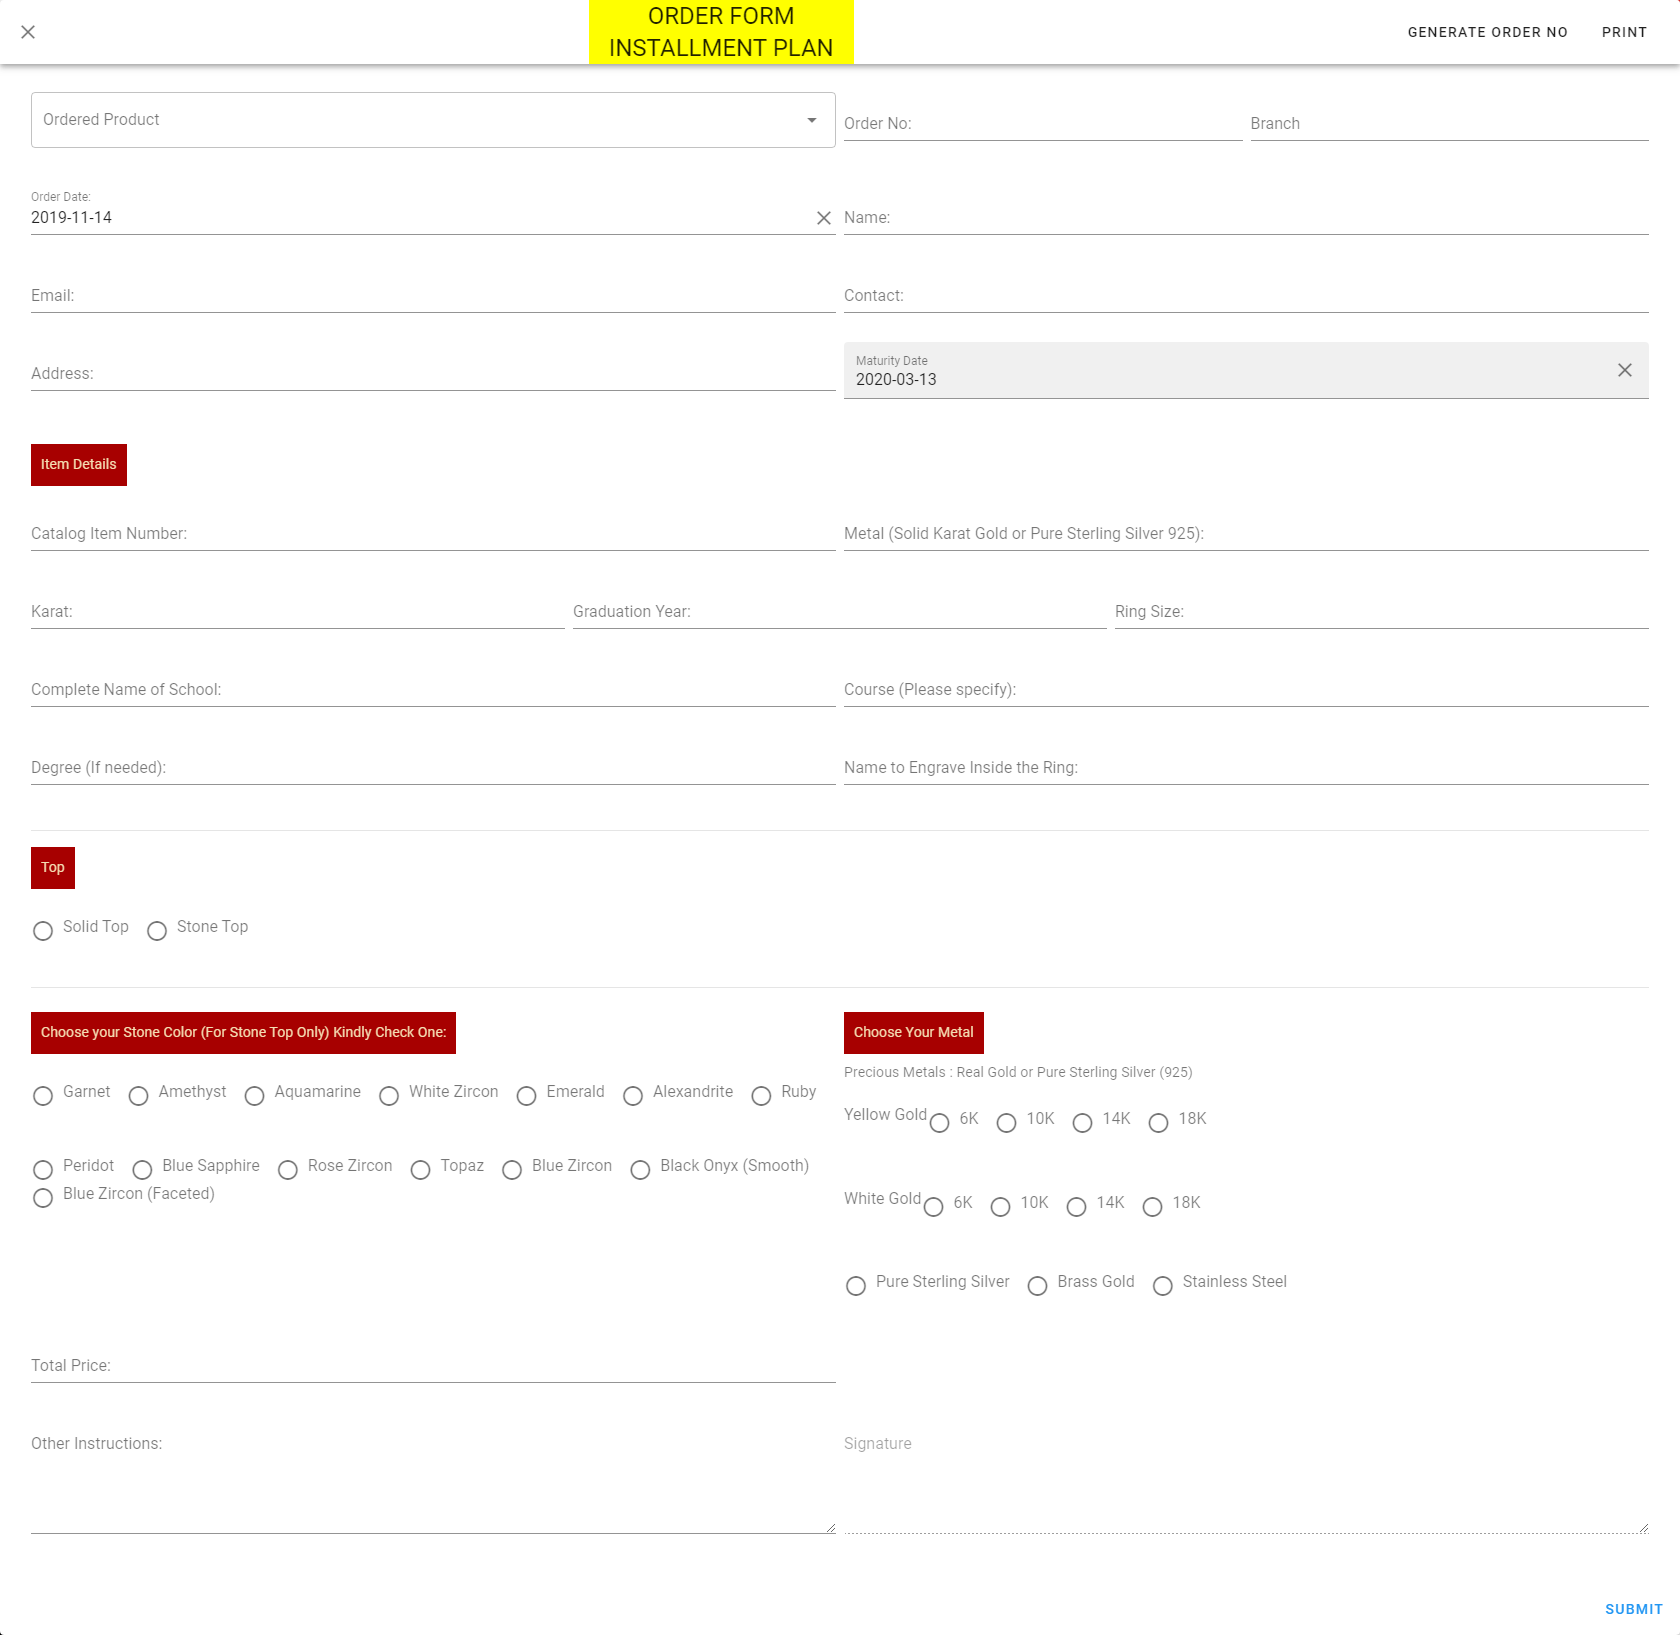 ORDER FORM
INSTALLMENT PLAN
GENERATE ORDER NO PRINT
Ordered Product
Order No: Branch
Order Date:
2019-11-14
Name:
Email: Contact:
Address:
Maturity Date
2020-03-13
Item Details
Catalog Item Number: Metal (Solid Karat Gold or Pure Sterling Silver 925):
Karat: Graduation Year: Ring Size:
Complete Name of School: Course (Please specify):
Degree (If needed): Name to Engrave Inside the Ring:
Top
Solid Top Stone Top
Choose your Stone Color (For Stone Top Only) Kindly Check One:
Garnet Amethyst Aquamarine White Zircon Emerald Alexandrite Ruby
Peridot Blue Sapphire Rose Zircon Topaz Blue Zircon Black Onyx (Smooth)
Blue Zircon (Faceted)
Choose Your Metal
Precious Metals : Real Gold or Pure Sterling Silver (925)
Yellow Gold 6K 10K 14K 18K
White Gold 6K 10K 14K 18K
Pure Sterling Silver Brass Gold Stainless Steel
Total Price:
Other Instructions: Signature
SUBMIT